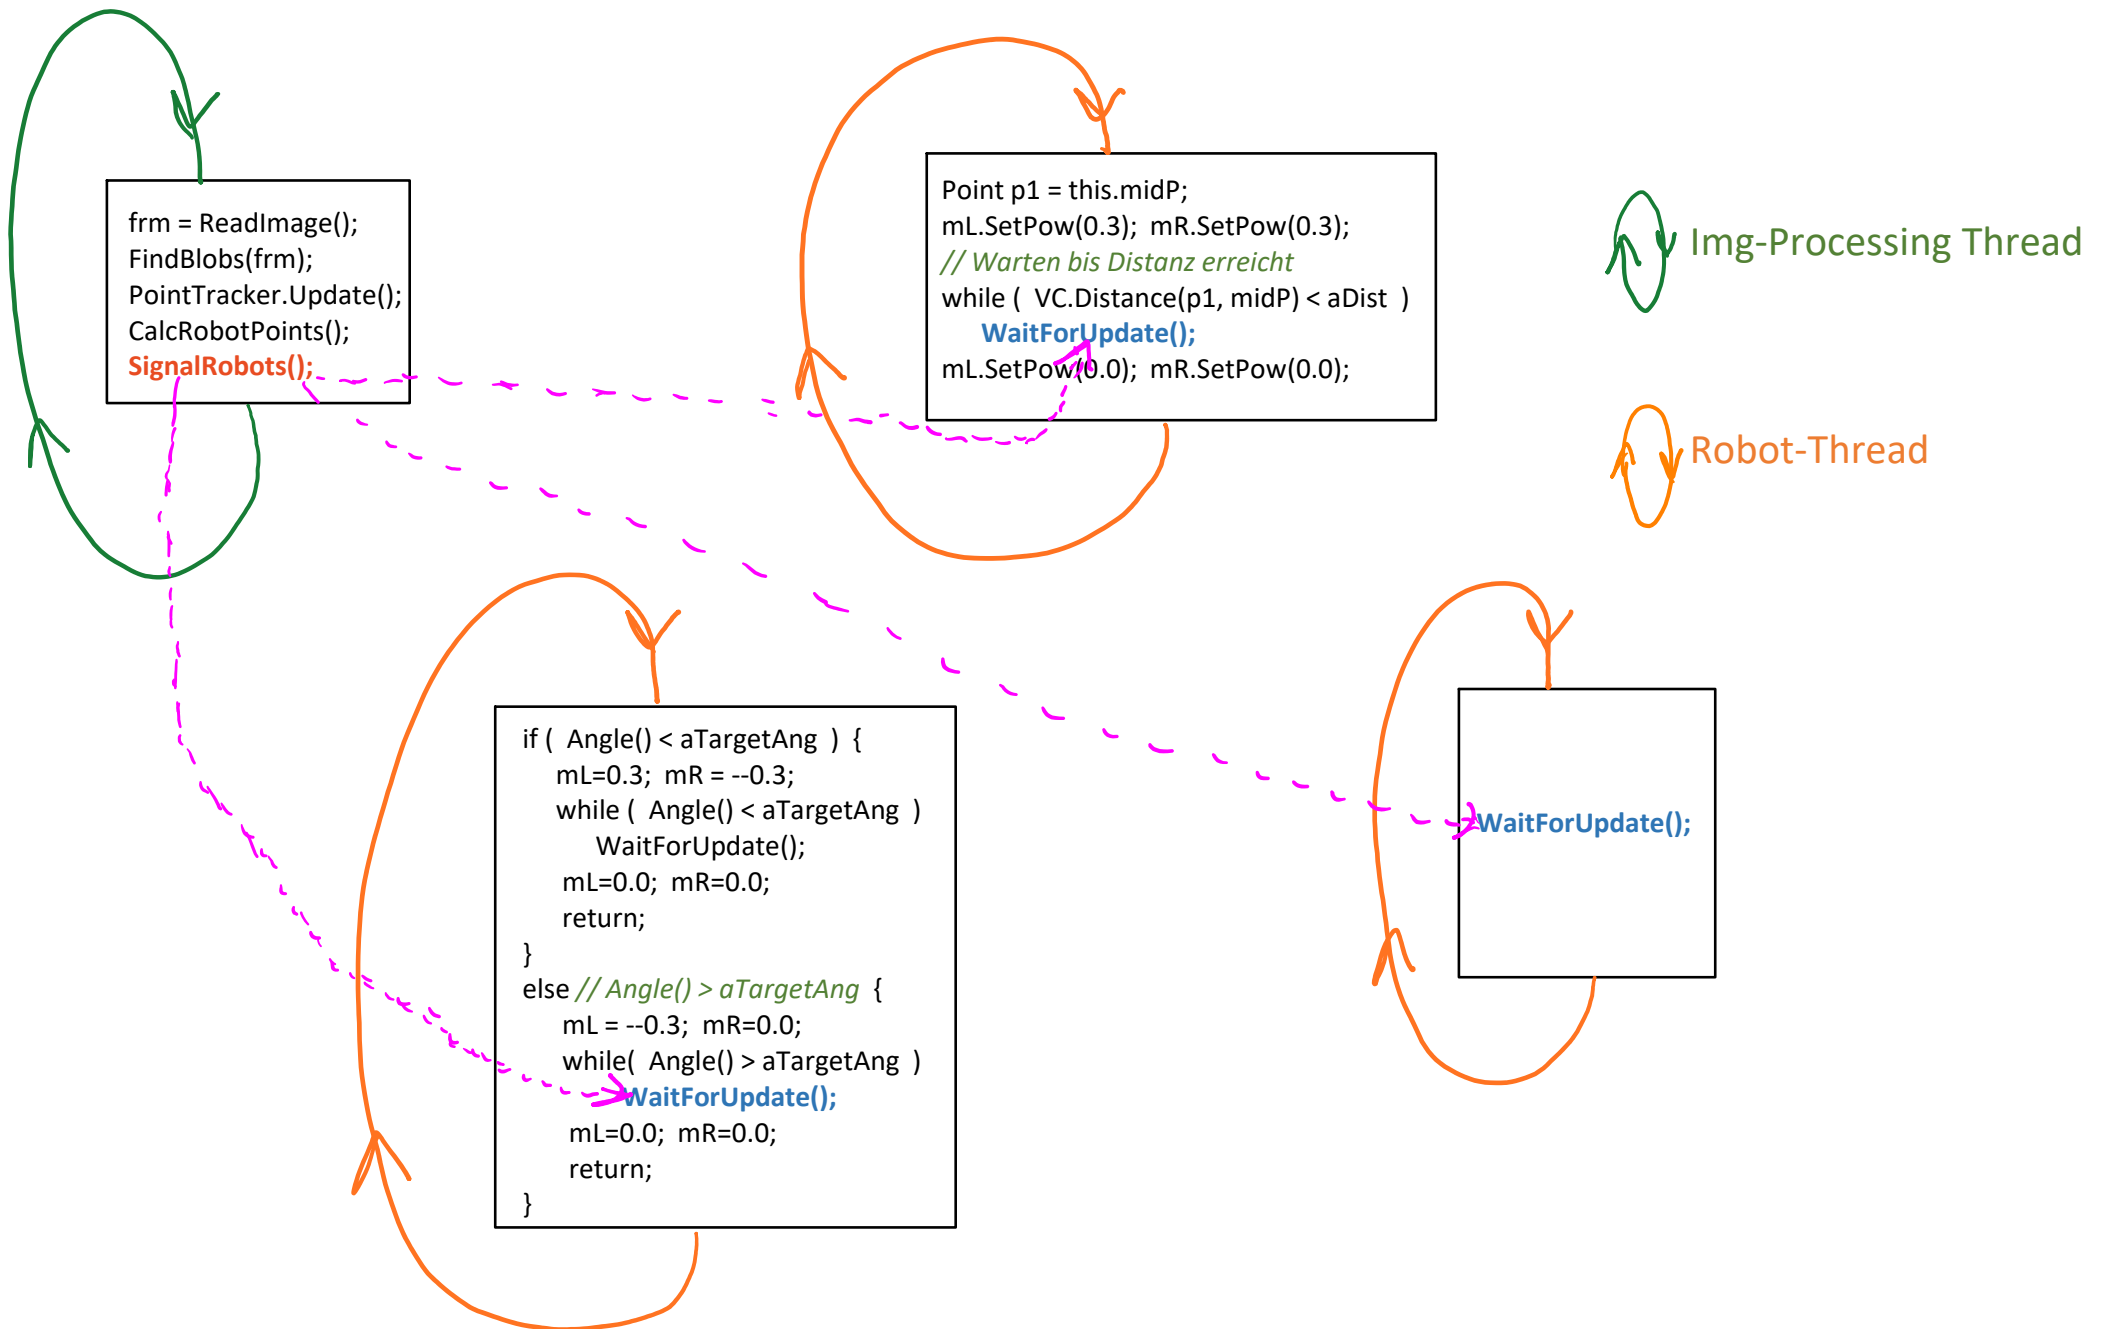 frm = ReadImage();
FindBlobs(frm);
PointTracker.Update();
CalcRobotPoints();
SignalRobots();
Point p1 = this.midP;
mL.SetPow(0.3);  mR.SetPow(0.3);
// Warten bis Distanz erreicht
while (  VC.Distance(p1, midP) < aDist  )
WaitForUpdate();
mL.SetPow(0.0);  mR.SetPow(0.0);
Img-Processing Thread
Robot-Thread
if (  Angle() < aTargetAng  )  {
mL=0.3;  mR = --0.3;
while (  Angle() < aTargetAng  )
WaitForUpdate();
mL=0.0;  mR=0.0;
return;
}
else // Angle() > aTargetAng  {
mL = --0.3;  mR=0.0;
while(  Angle() > aTargetAng  )
WaitForUpdate();
mL=0.0;  mR=0.0;
return;
}
WaitForUpdate();